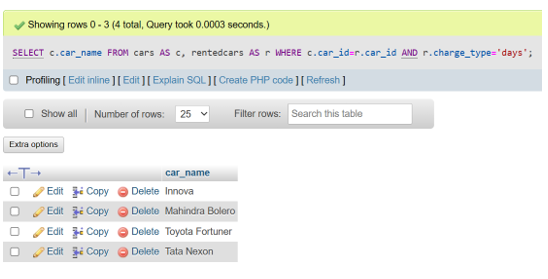 Showing rows 0 - 3 (4 total, Query took 0.0003 seconds.)
SELECT c.car_name FROM cars AS c, rentedcars AS r WHERE c.car_id=r.car_id AND r.charge_type='days';
Profiling [ Edit inline ] [ Edit ] [ Explain SQL ] [ Create PHP code ] [ Refresh ]
Show all Number of rows: 25 Filter rows: Search this table
Extra options
←T→ car_name
Edit Copy Delete Innova
Edit Copy Delete Mahindra Bolero
Edit Copy Delete Toyota Fortuner
Edit Copy Delete Tata Nexon